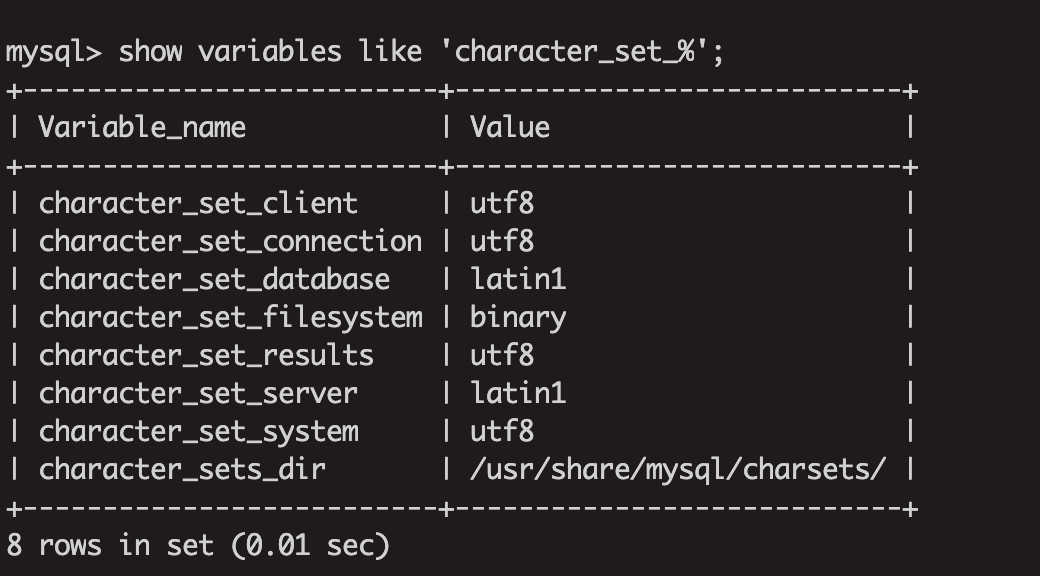 mysql> show variables like 'character_set_%';
+--------------------------+----------------------------+
| Variable_name            | Value                      |
+--------------------------+----------------------------+
| character_set_client     | utf8                       |
| character_set_connection | utf8                       |
| character_set_database   | latin1                     |
| character_set_filesystem | binary                     |
| character_set_results    | utf8                       |
| character_set_server     | latin1                     |
| character_set_system     | utf8                       |
| character_sets_dir       | /usr/share/mysql/charsets/ |
+--------------------------+----------------------------+
8 rows in set (0.01 sec)